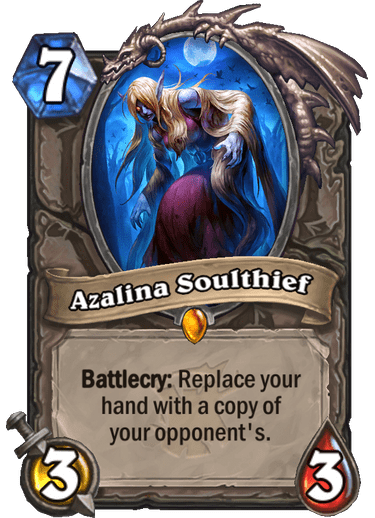 7
Azalina Soulthief
Battlecry: Replace your
hand with a copy of
your opponent's.
3
3